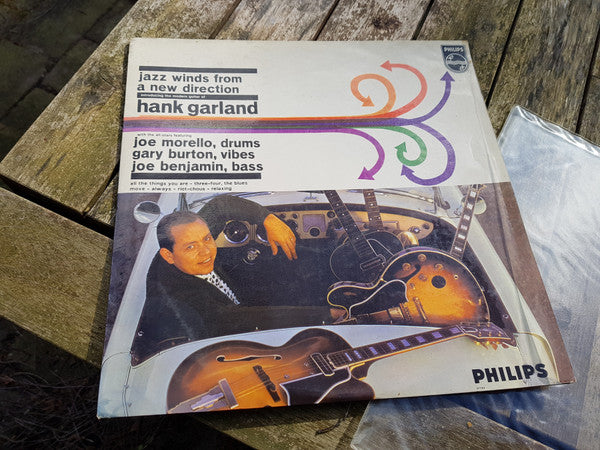 PHILIPS
jazz winds from
a new direction
introducing the modern guitar of
hank garland
with the all-stars featuring
joe morello, drums
gary burton, vibes
joe benjamin, bass
all the things you are - three-four, the blues
move - always - riot-chous - relaxing
PHILIPS